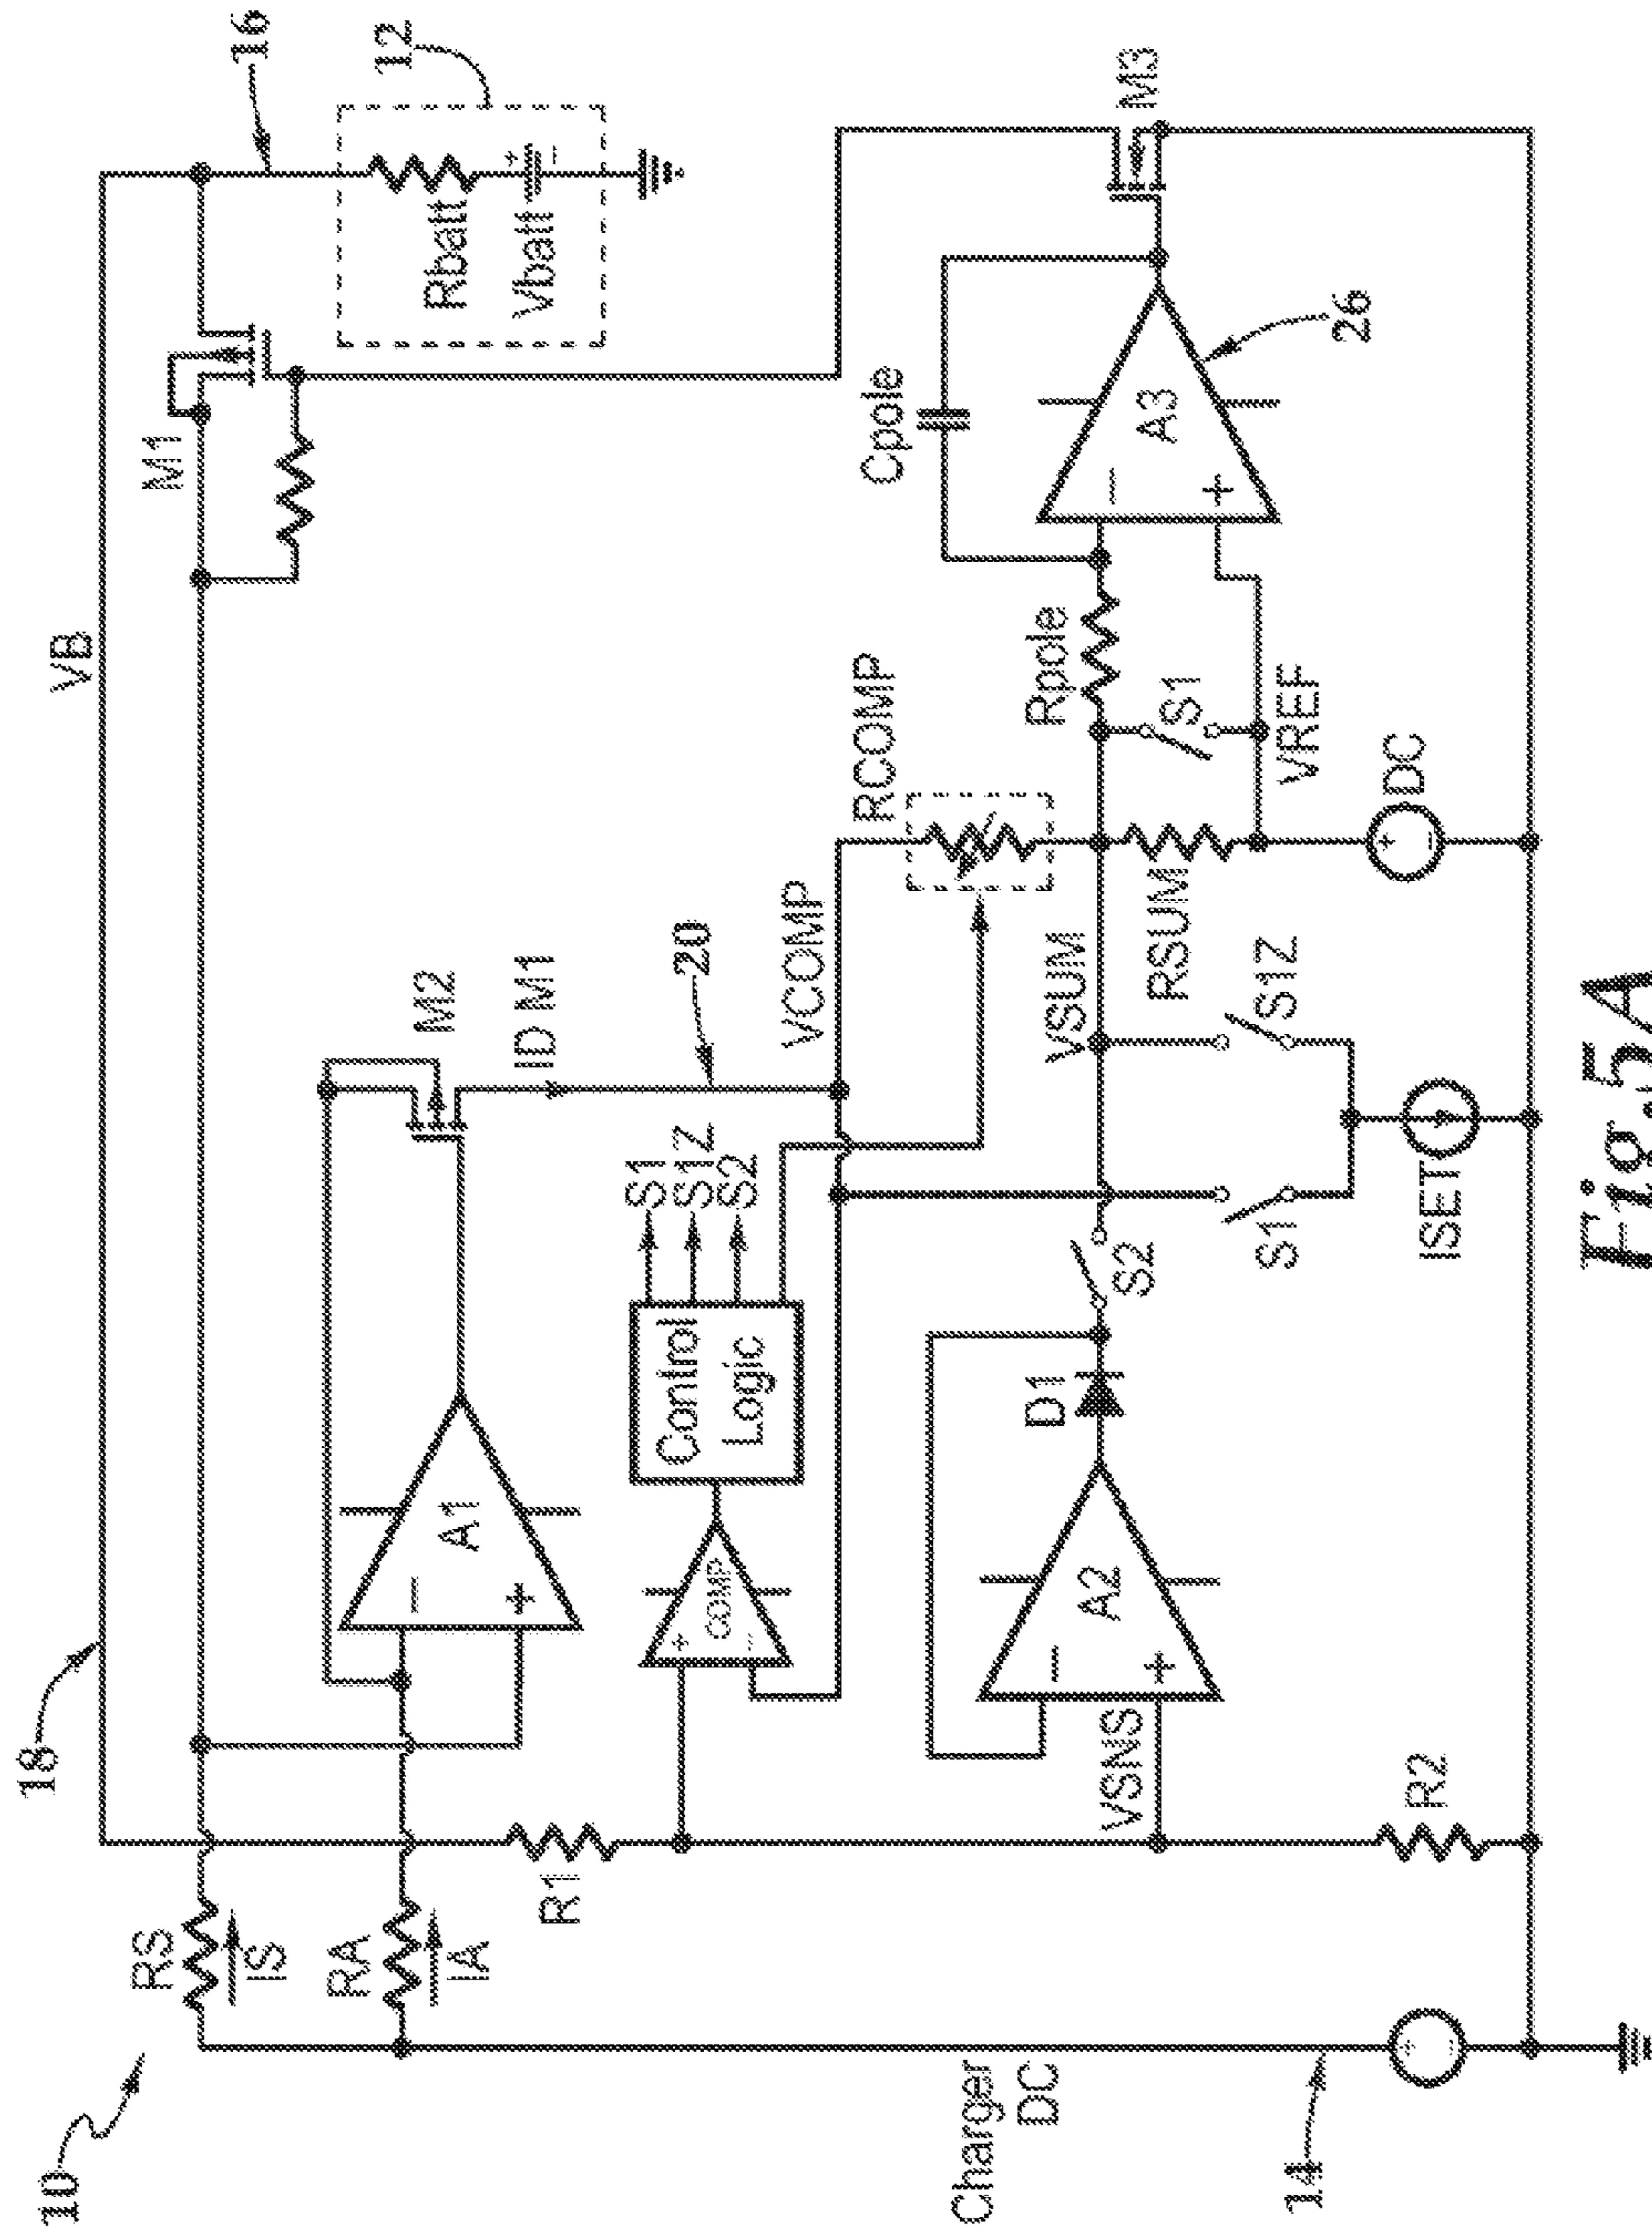 10
18
VB
16
RS
IS
RA
IA
M1
12
Rbatt
Vbatt
+
-
A1
-
+
M2
ID M1
20
R1
COMP
+
-
Control
Logic
S1
S1Z
S2
VCOMP
RCOMP
Cpole
M3
Charger
DC
14
VSNS
A2
-
+
D1
S2
VSUM
RSUM
Rpole
S1
A3
-
+
26
R2
S1
S1Z
ISET
VREF
DC
+
-
+
-
Fig.5A